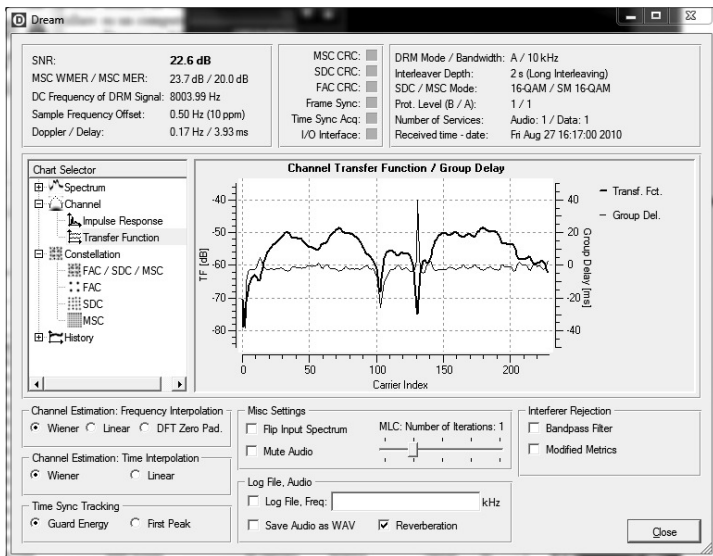 Dream
SNR: 22.6 dB
MSC WMER / MSC MER: 23.7 dB / 20.0 dB
DC Frequency of DRM Signal: 8003.99 Hz
Sample Frequency Offset: 0.50 Hz (10 ppm)
Doppler / Delay: 0.17 Hz / 3.93 ms
MSC CRC:
SDC CRC:
FAC CRC:
Frame Sync:
Time Sync Acq:
I/O Interface:
DRM Mode / Bandwidth: A / 10 kHz
Interleaver Depth: 2 s (Long Interleaving)
SDC / MSC Mode: 16-QAM / SM 16-QAM
Prot. Level (B / A): 1 / 1
Number of Services: Audio: 1 / Data: 1
Received time - date: Fri Aug 27 16:17:00 2010
Chart Selector
Spectrum
Channel
Impulse Response
Transfer Function
Constellation
FAC / SDC / MSC
FAC
SDC
MSC
History
Channel Transfer Function / Group Delay
TF [dB]
-40
-50
-60
-70
-80
0 50 100 150 200
Carrier Index
40
20
0
-20
-40
Group Delay [ms]
Transf. Fct.
Group Del.
Channel Estimation: Frequency Interpolation
Wiener Linear DFT Zero Pad.
Channel Estimation: Time Interpolation
Wiener Linear
Time Sync Tracking
Guard Energy First Peak
Misc Settings
Flip Input Spectrum
Mute Audio
MLC: Number of Iterations: 1
Log File, Audio
Log File, Freq: kHz
Save Audio as WAV Reverberation
Interferer Rejection
Bandpass Filter
Modified Metrics
Close